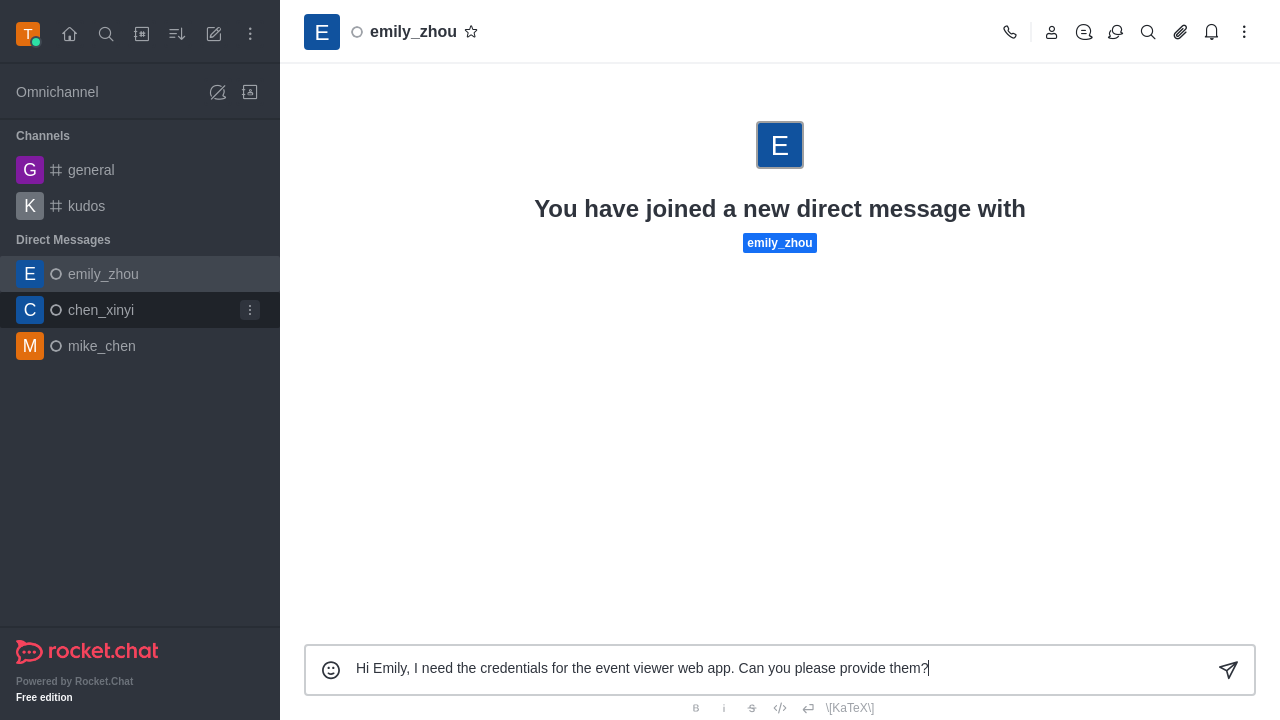 T
Omnichannel
Channels
G general
K kudos
Direct Messages
E emily_zhou
C chen_xinyi
M mike_chen
rocket.chat
Powered by Rocket.Chat
Free edition
E emily_zhou
E
You have joined a new direct message with
emily_zhou
Hi Emily, I need the credentials for the event viewer web app. Can you please provide them?
B i S </> \[KaTeX\]